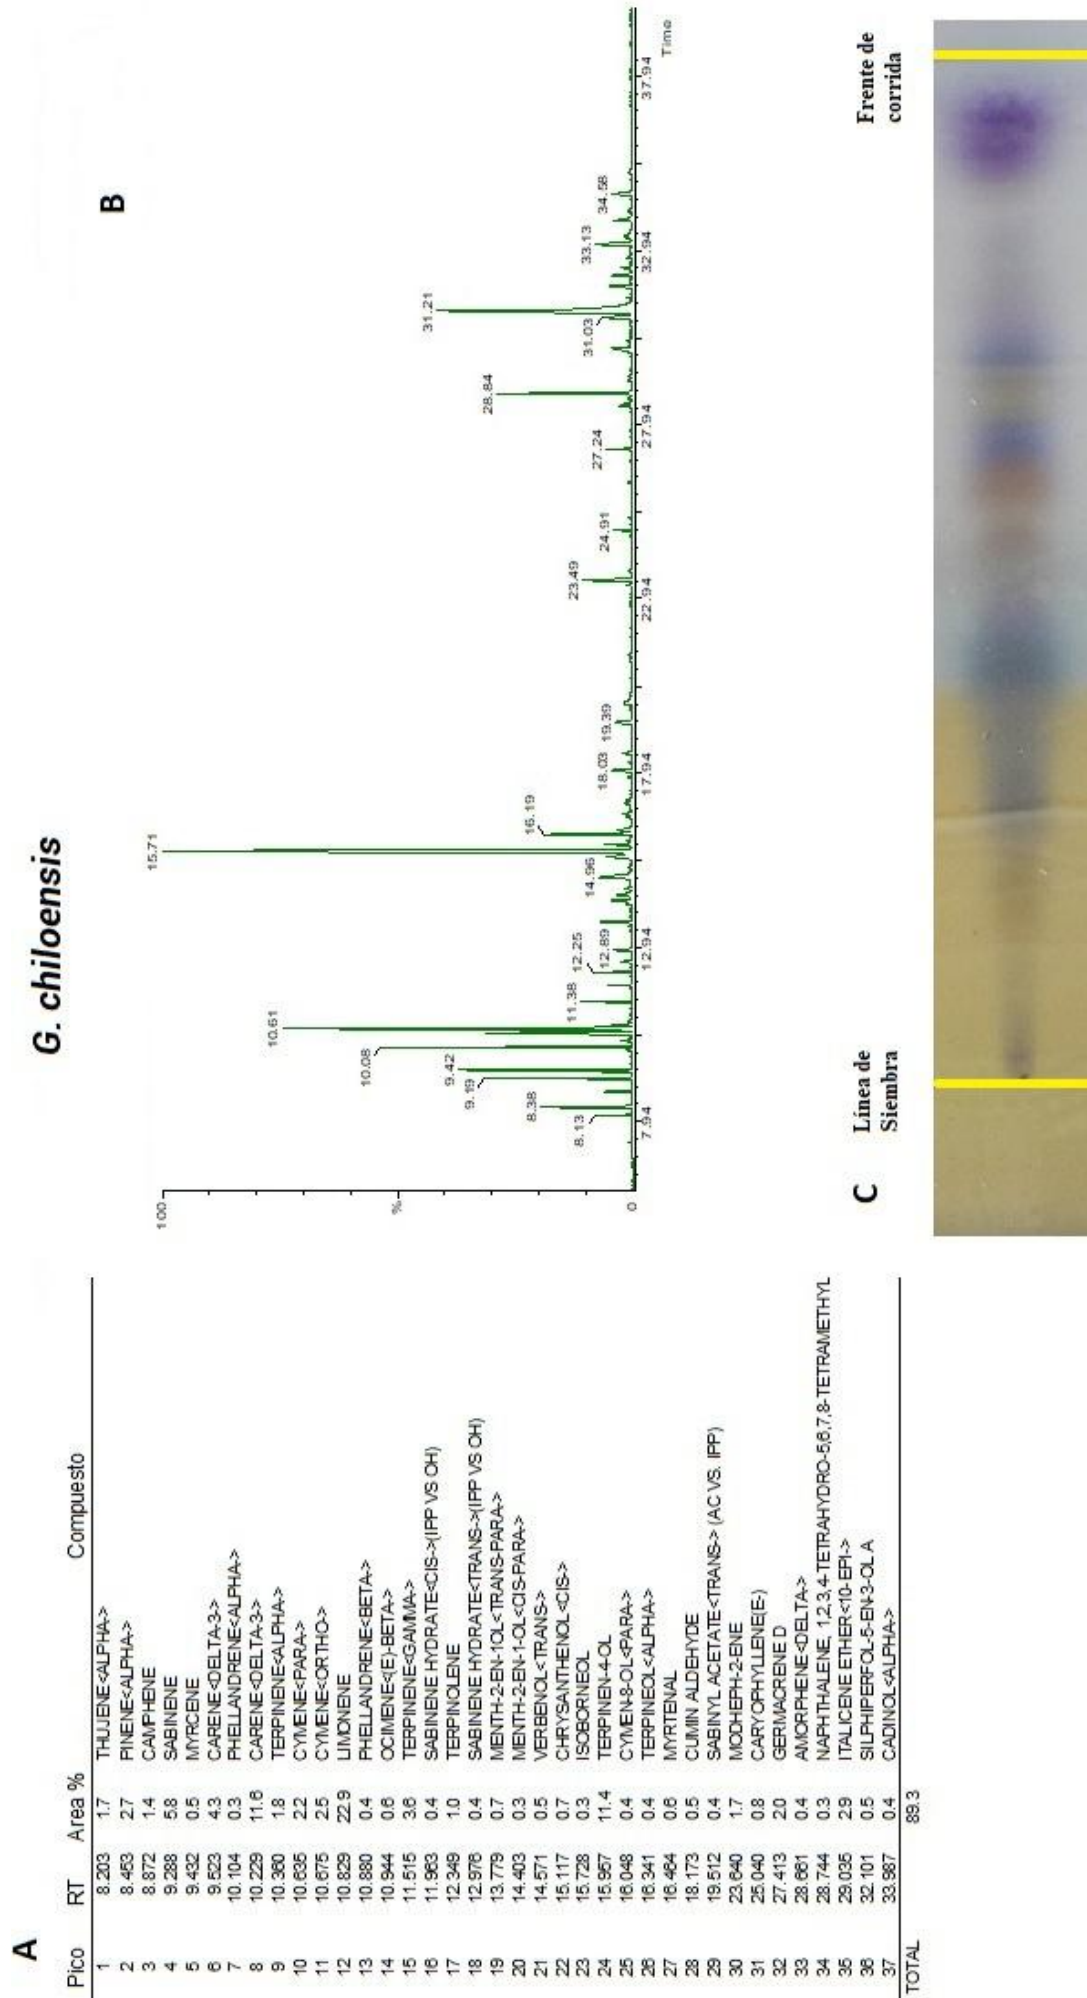 G. chiloensis
A
Pico RT Area % Compuesto
1 8.203 1.7 THUJENE<ALPHA->
2 8.453 2.7 PINENE<ALPHA->
3 8.872 1.4 CAMPHENE
4 9.288 5.8 SABINENE
5 9.432 0.5 MYRCENE
6 9.523 4.3 CARENE<DELTA-3->
7 10.104 0.3 PHELLANDRENE<ALPHA->
8 10.229 11.6 CARENE<DELTA-3->
9 10.360 1.8 TERPINENE<ALPHA->
10 10.635 2.2 CYMENE<PARA->
11 10.675 2.5 CYMENE<ORTHO->
12 10.829 22.9 LIMONENE
13 10.880 0.4 PHELLANDRENE<BETA->
14 10.944 0.6 OCIMENE<(E)-BETA->
15 11.515 3.6 TERPINENE<GAMMA->
16 11.963 0.4 SABINENE HYDRATE<CIS->(IPP VS OH)
17 12.349 1.0 TERPINOLENE
18 12.976 0.4 SABINENE HYDRATE<TRANS->(IPP VS OH)
19 13.779 0.7 MENTH-2-EN-1OL<TRANS-PARA->
20 14.403 0.3 MENTH-2-EN-1-OL<CIS-PARA->
21 14.571 0.5 VERBENOL<TRANS->
22 15.117 0.7 CHRYSANTHENOL<CIS->
23 15.728 0.3 ISOBORNEOL
24 15.957 11.4 TERPINEN-4-OL
25 16.048 0.4 CYMEN-8-OL<PARA->
26 16.341 0.4 TERPINEOL<ALPHA->
27 16.464 0.6 MYRTENAL
28 18.173 0.5 CUMIN ALDEHYDE
29 19.512 0.4 SABINYL ACETATE<TRANS-> (AC VS. IPP)
30 23.640 1.7 MODHEPH-2-ENE
31 25.040 0.8 CARYOPHYLLENE(E-)
32 27.413 2.0 GERMACRENE D
33 28.661 0.4 AMORPHENE<DELTA->
34 28.744 0.3 NAPHTHALENE, 1,2,3,4-TETRAHYDRO-5,6,7,8-TETRAMETHYL
35 29.035 2.9 ITALICENE ETHER<10-EPI->
36 32.101 0.5 SILPHIPERFOL-5-EN-3-OL A
37 33.987 0.4 CADINOL<ALPHA->
TOTAL 89.3
B
100
%
0
8.13
8.38
9.19
9.42
10.08
10.61
11.38
12.25
12.89
14.96
15.71
16.19
18.03
19.39
23.49
24.91
27.24
28.84
31.03
31.21
33.13
34.58
7.94 12.94 17.94 22.94 27.94 32.94 37.94
Time
C
Línea de
Siembra
Frente de
corrida